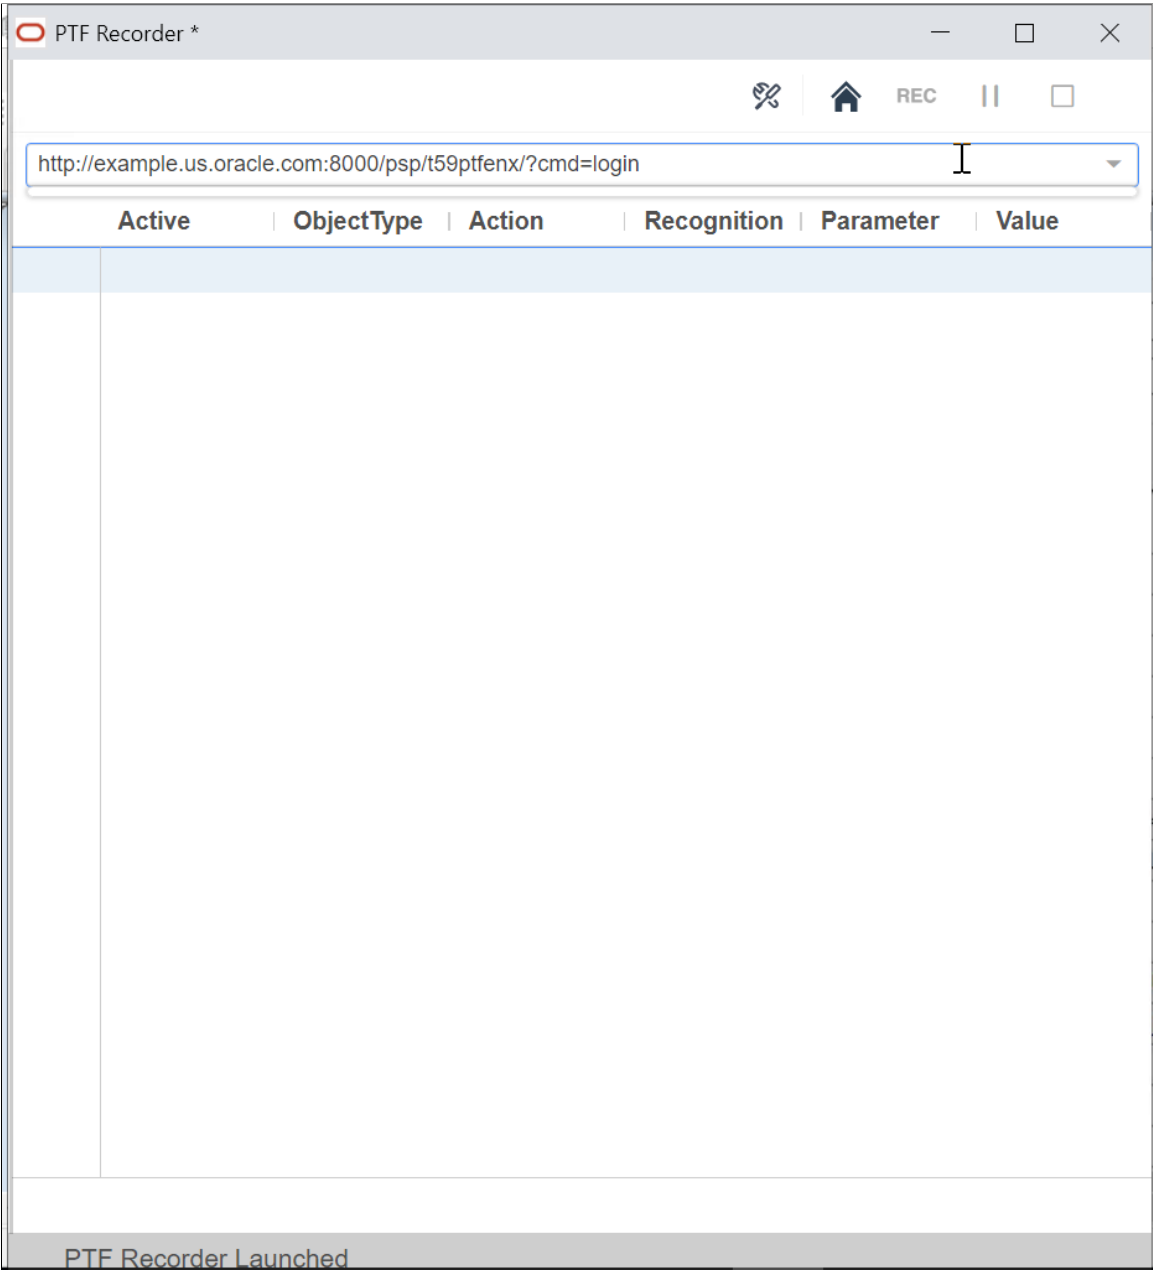 PTF Recorder *
REC
http://example.us.oracle.com:8000/psp/t59ptfenx/?cmd=login
Active ObjectType Action Recognition Parameter Value
PTF Recorder Launched